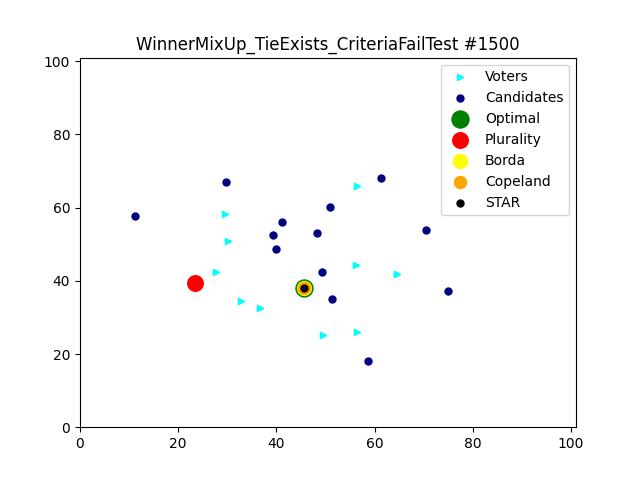 WinnerMixUp_TieExists_CriteriaFailTest #1500
100
80
60
40
20
0
0 20 40 60 80 100
Voters
Candidates
Optimal
Plurality
Borda
Copeland
STAR